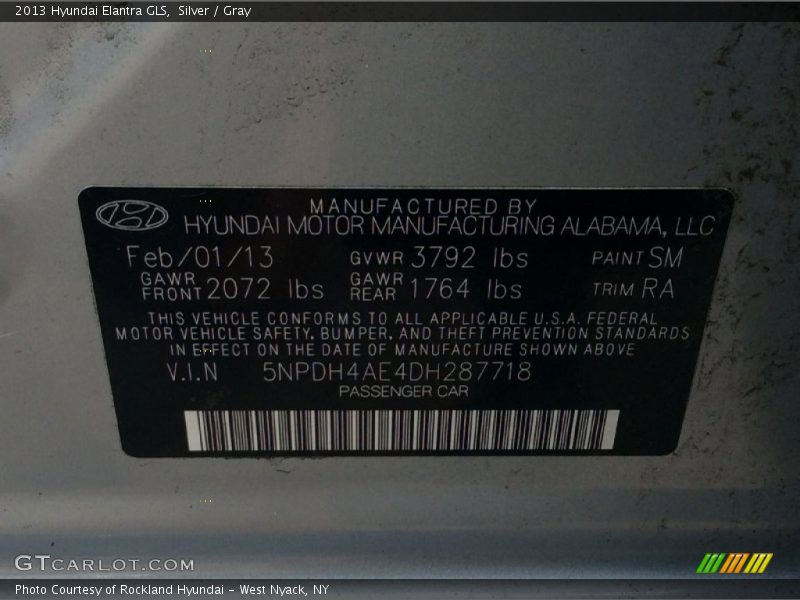 2013 Hyundai Elantra GLS, Silver / Gray
MANUFACTURED BY
HYUNDAI MOTOR MANUFACTURING ALABAMA, LLC
Feb/01/13 GVWR 3792 lbs PAINT SM
GAWR FRONT 2072 lbs GAWR REAR 1764 lbs TRIM RA
THIS VEHICLE CONFORMS TO ALL APPLICABLE U.S.A. FEDERAL
MOTOR VEHICLE SAFETY, BUMPER, AND THEFT PREVENTION STANDARDS
IN EFFECT ON THE DATE OF MANUFACTURE SHOWN ABOVE
V.I.N 5NPDH4AE4DH287718
PASSENGER CAR
GTCARLOT.COM
Photo Courtesy of Rockland Hyundai - West Nyack, NY